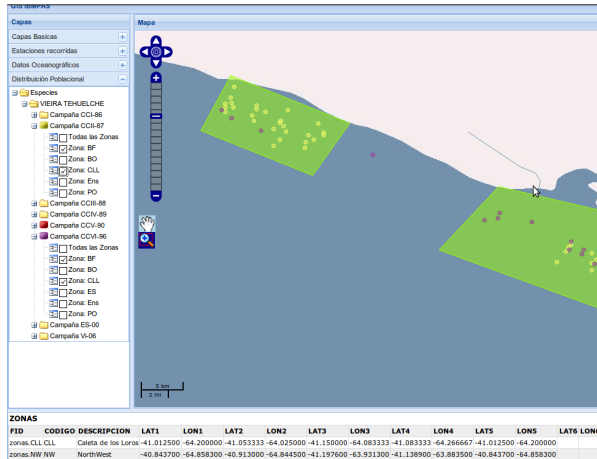 GIS IBIMPAS
Capas
Mapa
Capas Basicas
Estaciones recorridas
Datos Oceanográficos
Distribuición Poblacional
Especies
VIEIRA TEHUELCHE
Campaña CCI-86
Campaña CCII-87
Todas las Zonas
Zona: BF
Zona: BO
Zona: CLL
Zona: Ens
Zona: PO
Campaña CCIII-88
Campaña CCIV-89
Campaña CCV-90
Campaña CCVI-96
Todas las Zonas
Zona: BF
Zona: BO
Zona: CLL
Zona: ES
Zona: Ens
Zona: PO
Campaña ES-00
Campaña VI-06
5 km
2 mi
ZONAS
FID CODIGO DESCRIPCION LAT1 LON1 LAT2 LON2 LAT3 LON3 LAT4 LON4 LAT5 LON5 LAT6 LON6
zonas.CLL CLL Caleta de los Loros -41.012500 -64.200000 -41.053333 -64.025000 -41.150000 -64.083333 -41.083333 -64.266667 -41.012500 -64.200000
zonas.NW NW NorthWest -40.843700 -64.858300 -40.913000 -64.844500 -41.197600 -63.931300 -41.138900 -63.883500 -40.843700 -64.858300